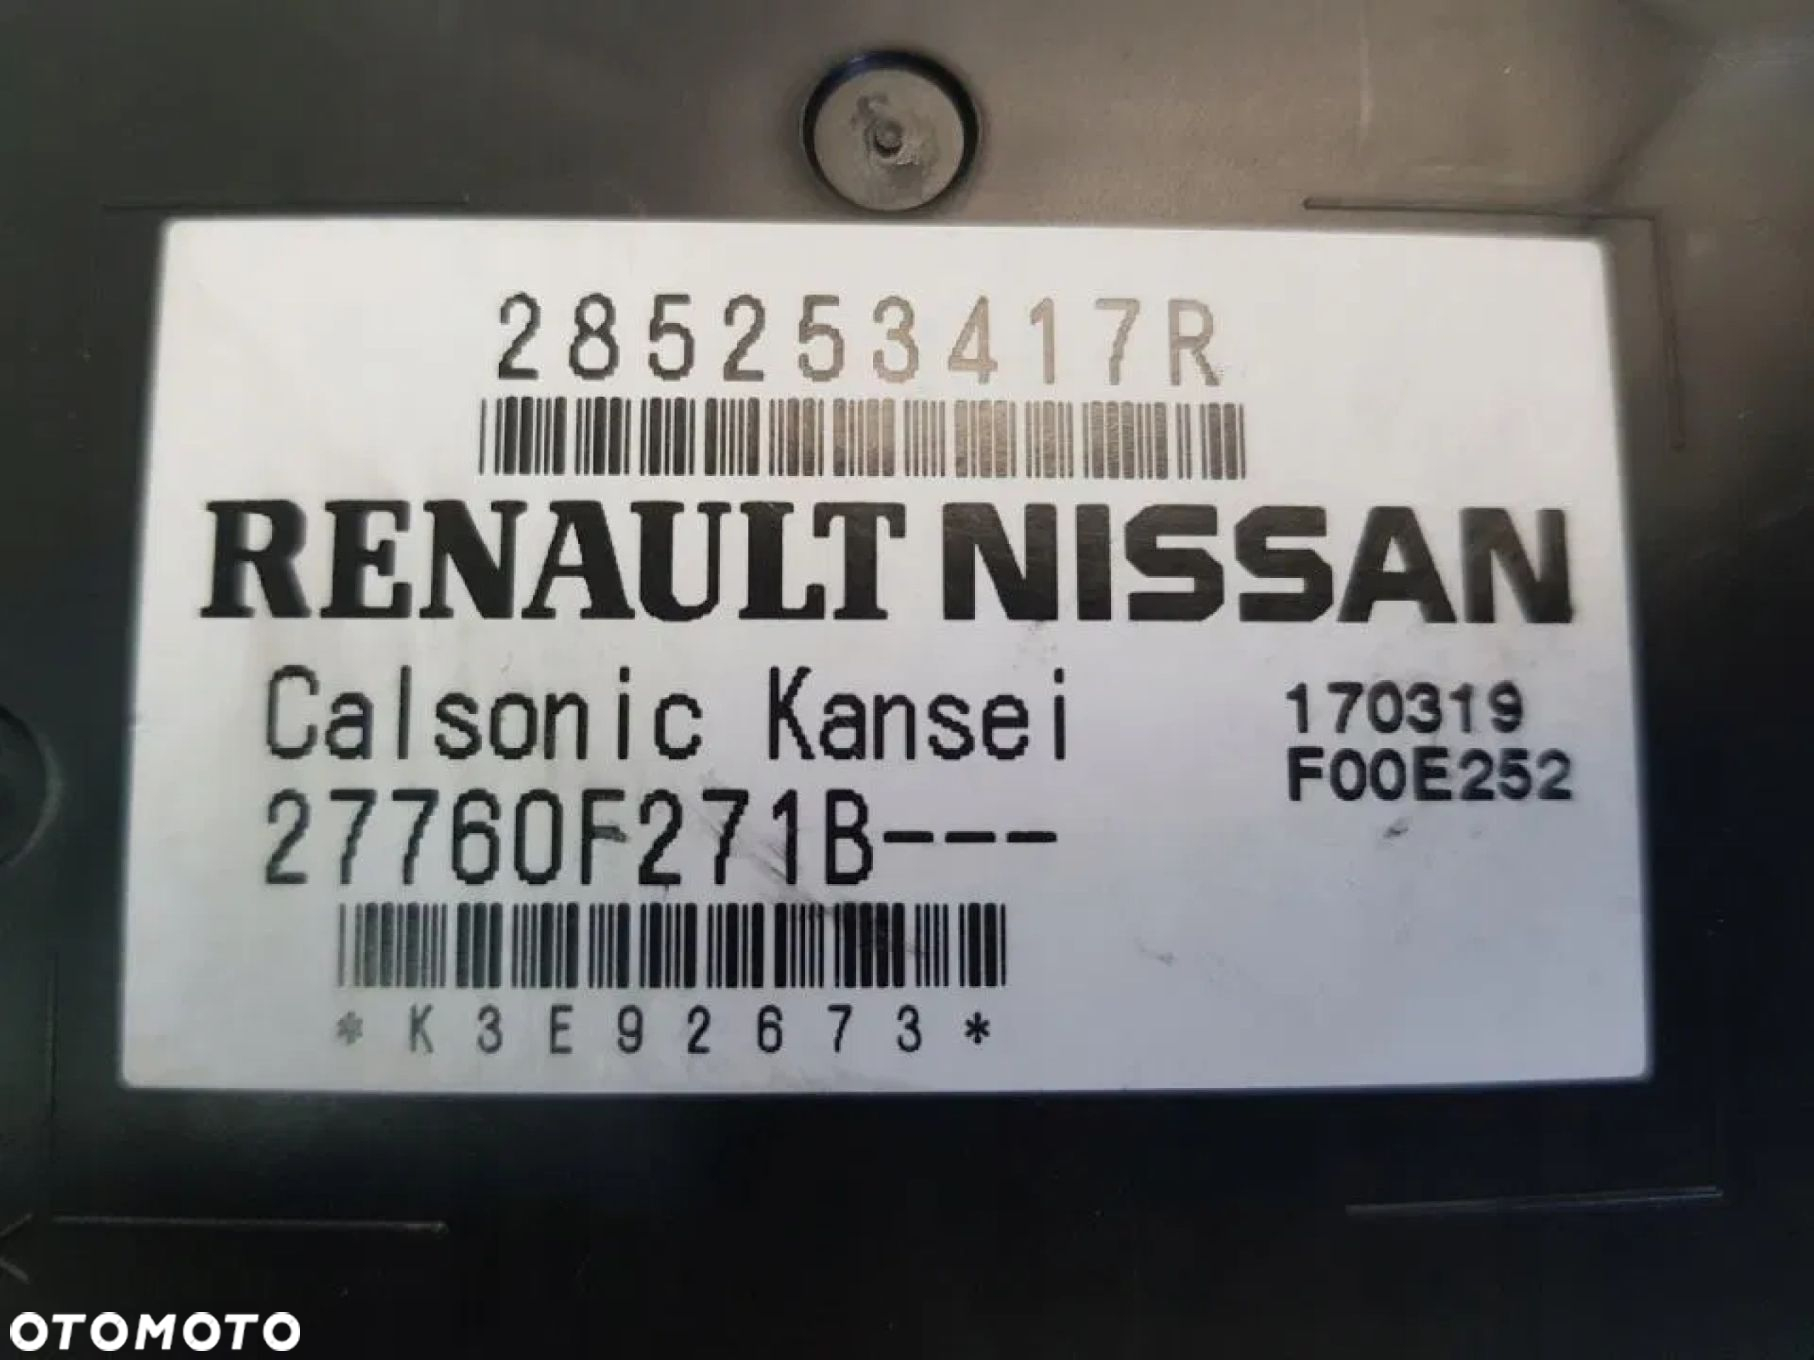 285253417R
RENAULT NISSAN
Calsonic Kansei
170319
27760F271B---
F00E252
*K3E92673*
OTOMOTO